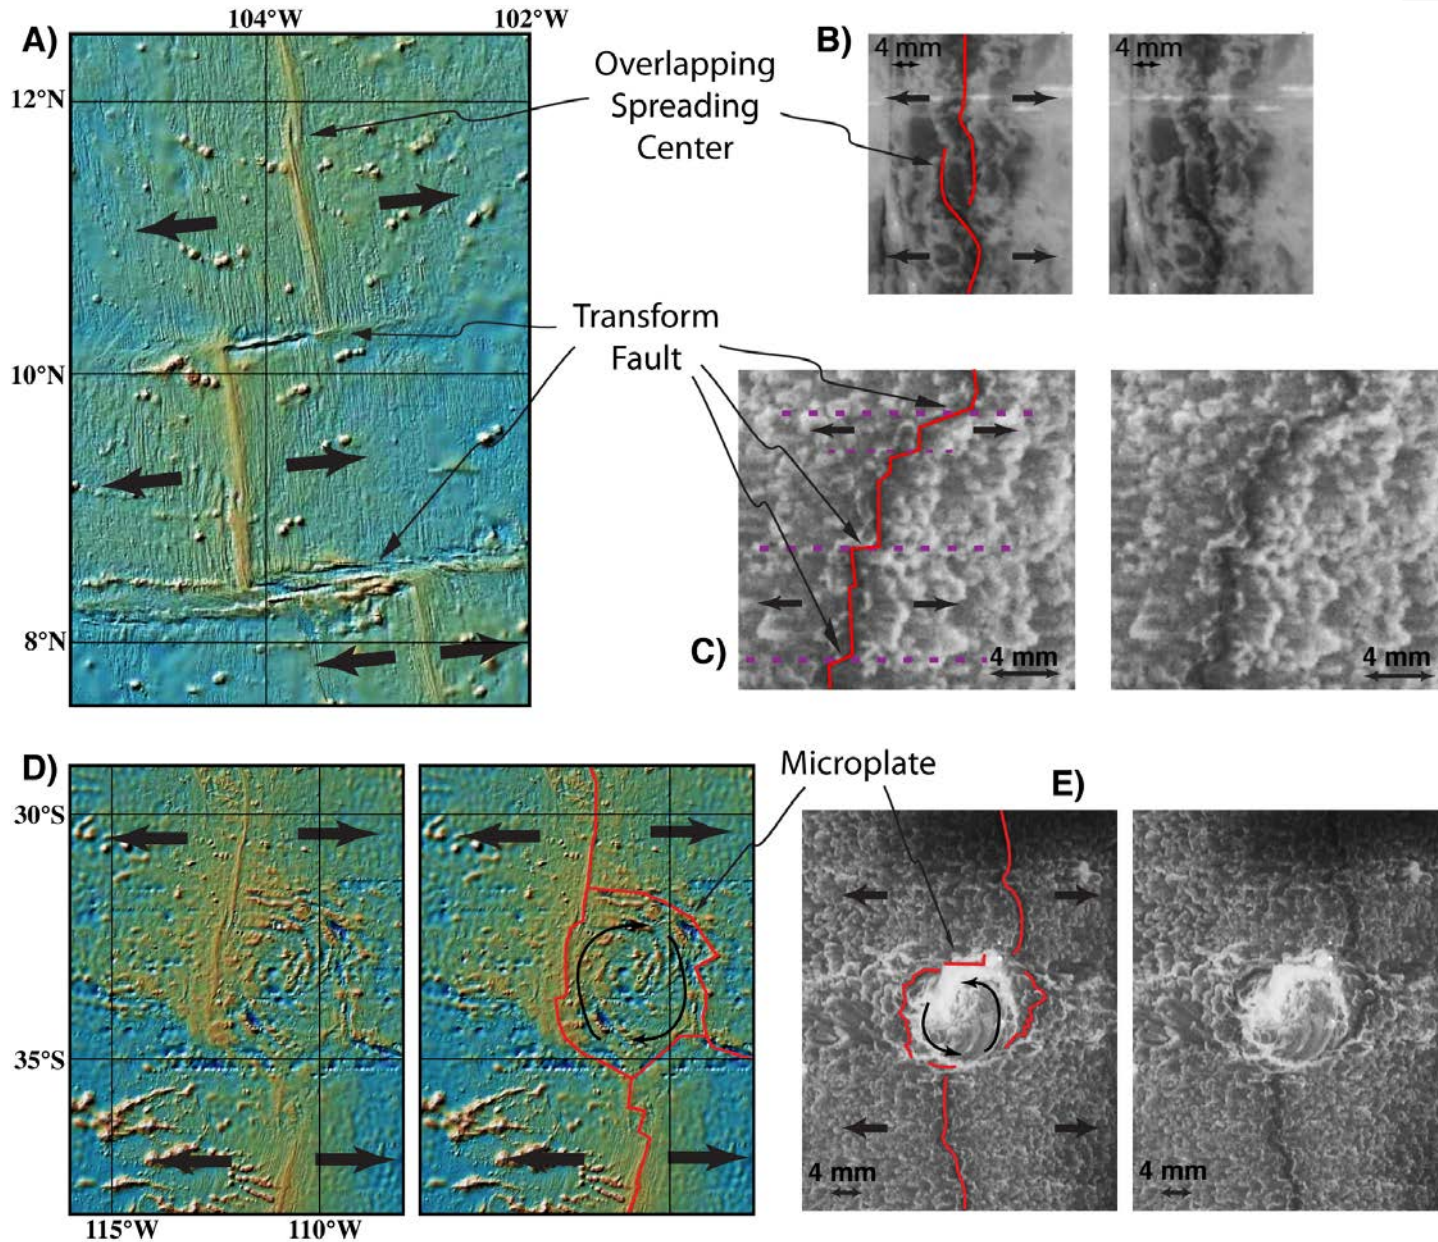 104°W
102°W
A)
12°N
10°N
8°N
Overlapping
Spreading
Center
B)
4 mm
4 mm
Transform
Fault
C)
4 mm
4 mm
D)
30°S
35°S
115°W
110°W
Microplate
E)
4 mm
4 mm